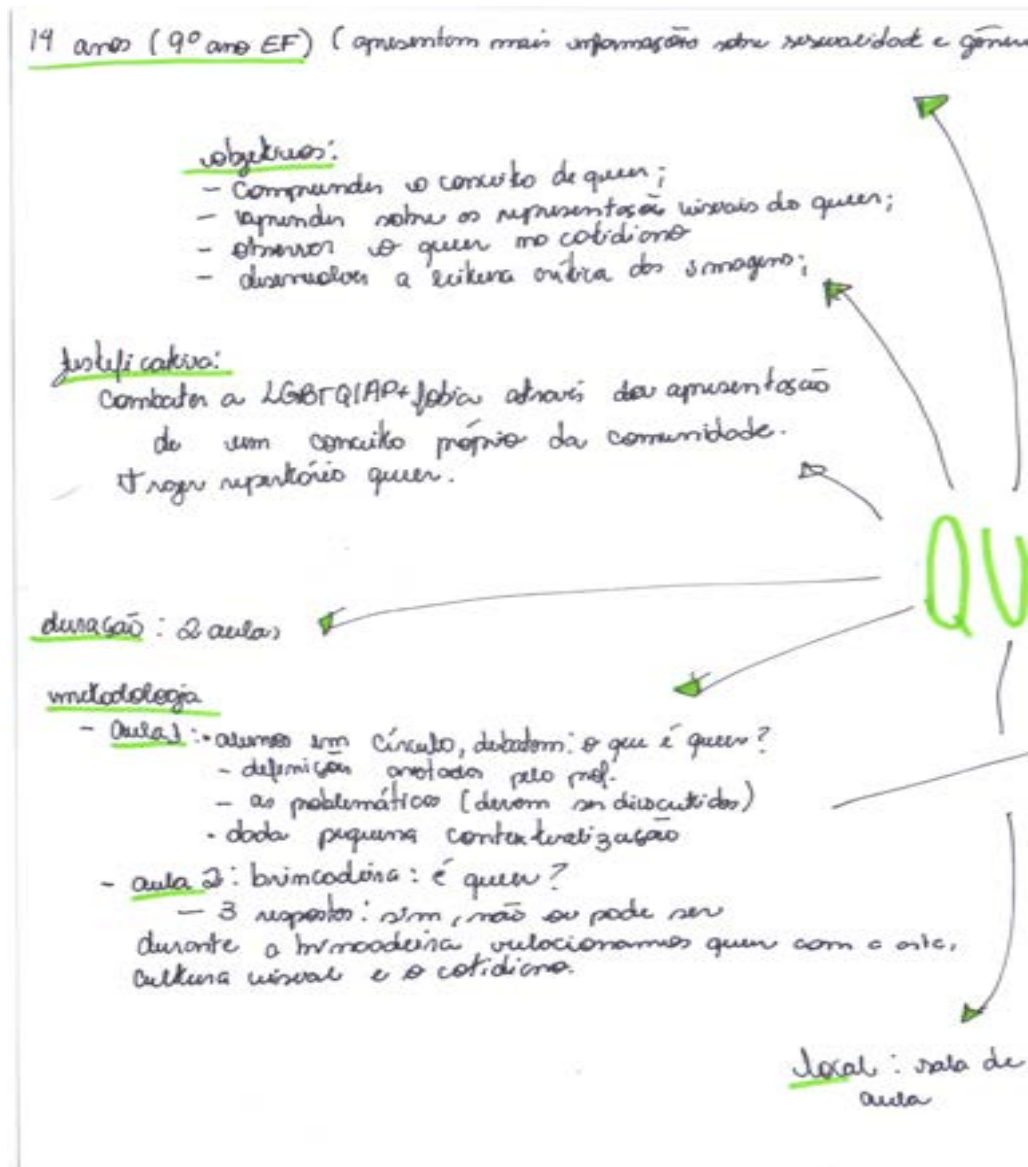 14 anos (9º ano EF) (apresentam mais informação sobre sexualidade e gêner
objetivos:
- Compreender o conceito de queer;
- aprender sobre as representações visuais do queer;
- observar o queer no cotidiano
- desenvolver a leitura crítica das imagens;
justificativa:
Combater a LGBTQIAP+fobia através da apresentação
de um conceito próprio da comunidade.
Trazer repertório queer.
QU
duração: 2 aulas
metodologia
- aula 1: • alunos em círculo, debatem: o que é queer?
- definições anotadas pelo prof.
- as problemáticas (devem ser discutidas)
• dada pequena contextualização
- aula 2: brincadeira: é queer?
- 3 respostas: sim, não ou pode ser
durante a brincadeira relacionamos queer com a arte,
cultura visual e o cotidiano.
local: sala de
aula